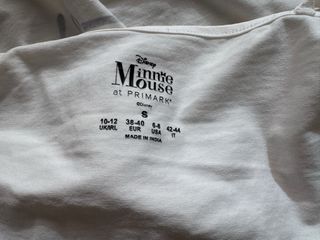 Disney
Minnie
Mouse
at PRIMARK®
©Disney
S
10-12 38-40 6-8 42-44
UK/IRL EUR USA IT
MADE IN INDIA